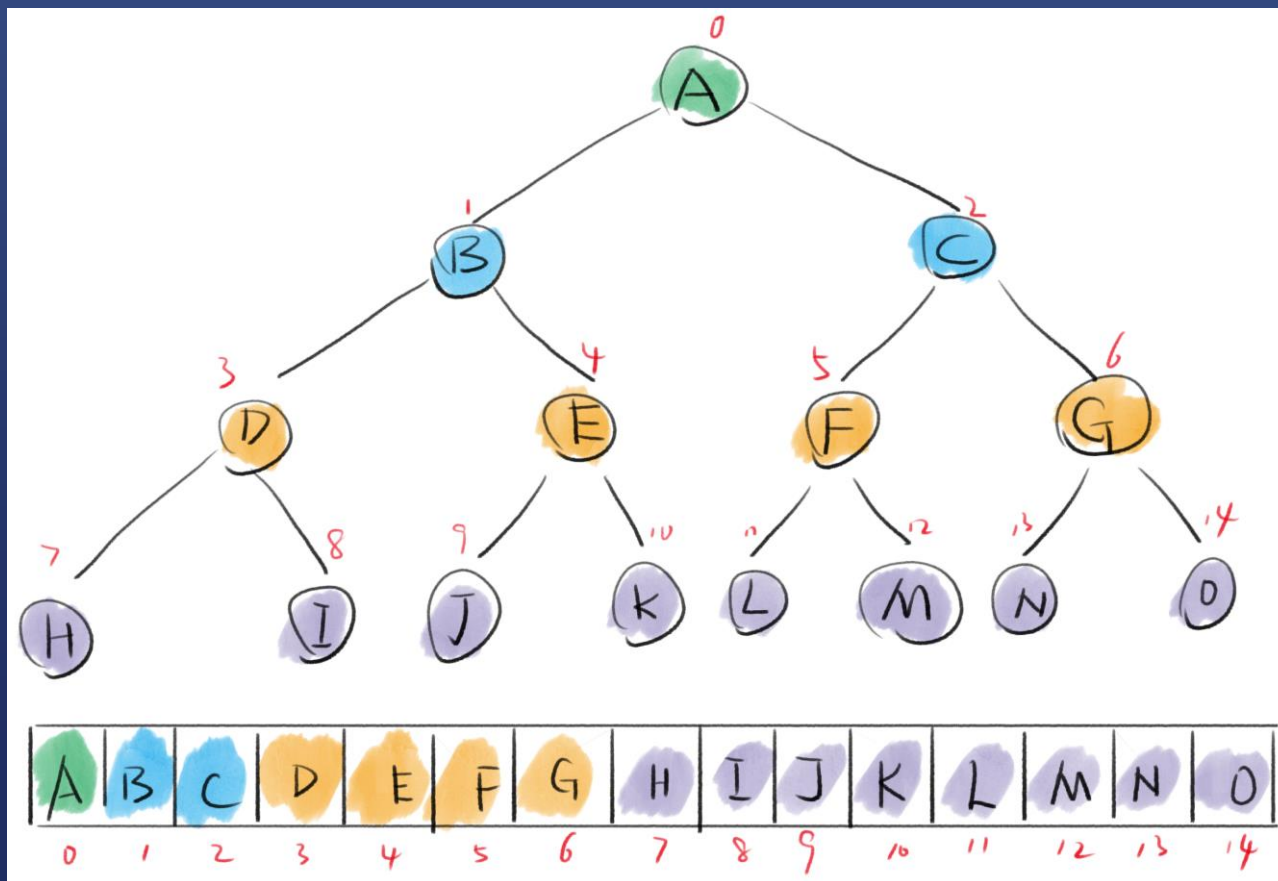 0
A
1 2
B C
3 4 5 6
D E F G
7 8 9 10 11 12 13 14
H I J K L M N O
A B C D E F G H I J K L M N O
0 1 2 3 4 5 6 7 8 9 10 11 12 13 14